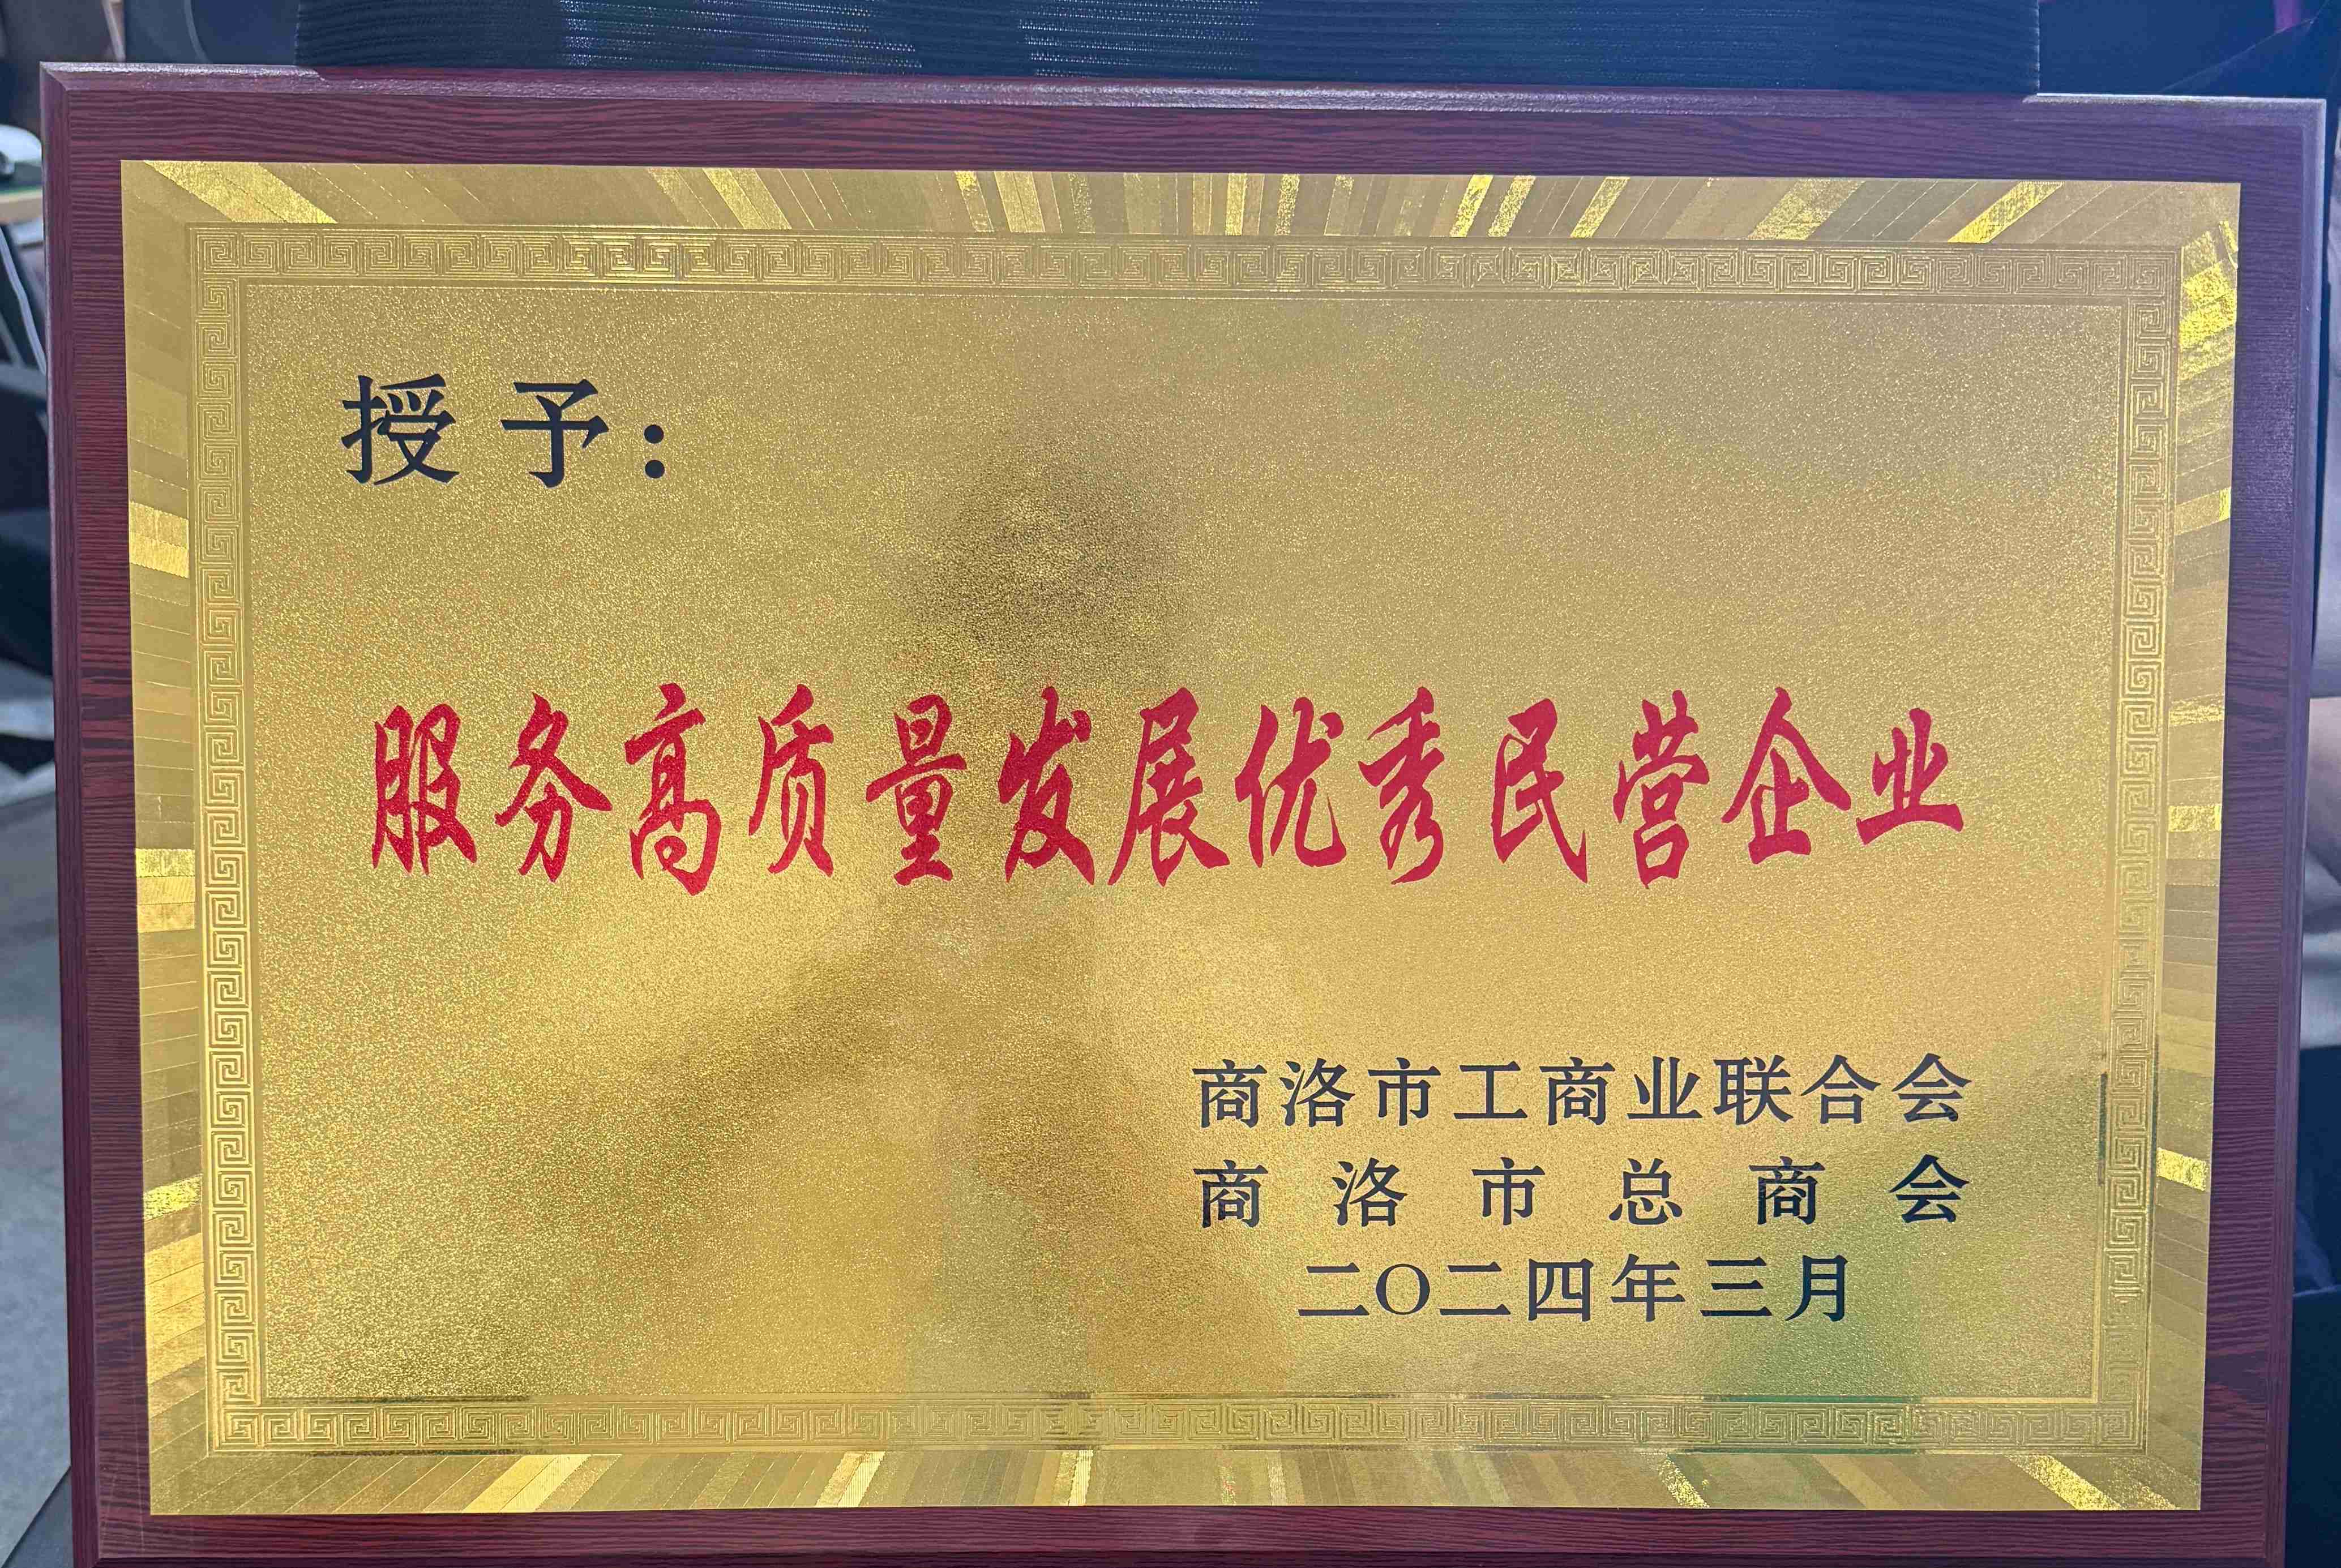 授予：
服务高质量发展优秀民营企业
商洛市工商业联合会
商洛市总商会
二〇二四年三月